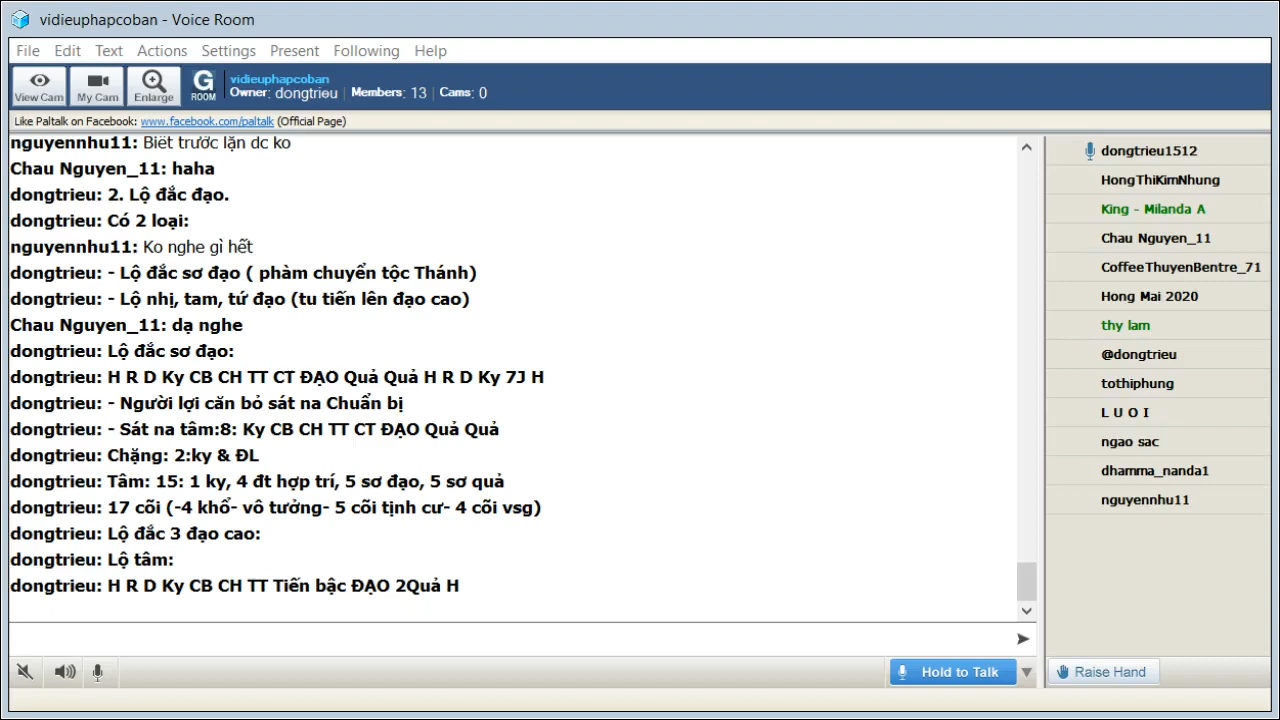 vidieuphapcoban - Voice Room
File Edit Text Actions Settings Present Following Help
View Cam My Cam Enlarge G ROOM vidieuphapcoban
Owner: dongtrieu | Members: 13 | Cams: 0
Like Paltalk on Facebook: www.facebook.com/paltalk (Official Page)
nguyennhu11: Biết trước lặn dc ko
Chau Nguyen_11: haha
dongtrieu: 2. Lộ đắc đạo.
dongtrieu: Có 2 loại:
nguyennhu11: Ko nghe gì hết
dongtrieu: - Lộ đắc sơ đạo ( phàm chuyển tộc Thánh)
dongtrieu: - Lộ nhị, tam, tứ đạo (tu tiến lên đạo cao)
Chau Nguyen_11: dạ nghe
dongtrieu: Lộ đắc sơ đạo:
dongtrieu: H R D Ky CB CH TT CT ĐẠO Quả Quả H R D Ky 7J H
dongtrieu: - Người lợi căn bỏ sát na Chuẩn bị
dongtrieu: - Sát na tâm:8: Ky CB CH TT CT ĐẠO Quả Quả
dongtrieu: Chặng: 2:ky & ĐL
dongtrieu: Tâm: 15: 1 ky, 4 đt hợp trí, 5 sơ đạo, 5 sơ quả
dongtrieu: 17 cõi (-4 khổ- vô tưởng- 5 cõi tịnh cư- 4 cõi vsg)
dongtrieu: Lộ đắc 3 đạo cao:
dongtrieu: Lộ tâm:
dongtrieu: H R D Ky CB CH TT Tiến bậc ĐẠO 2Quả H
dongtrieu1512
HongThiKimNhung
King - Milanda A
Chau Nguyen_11
CoffeeThuyenBentre_71
Hong Mai 2020
thy lam
@dongtrieu
tothiphung
L U O I
ngao sac
dhamma_nanda1
nguyennhu11
Hold to Talk
Raise Hand